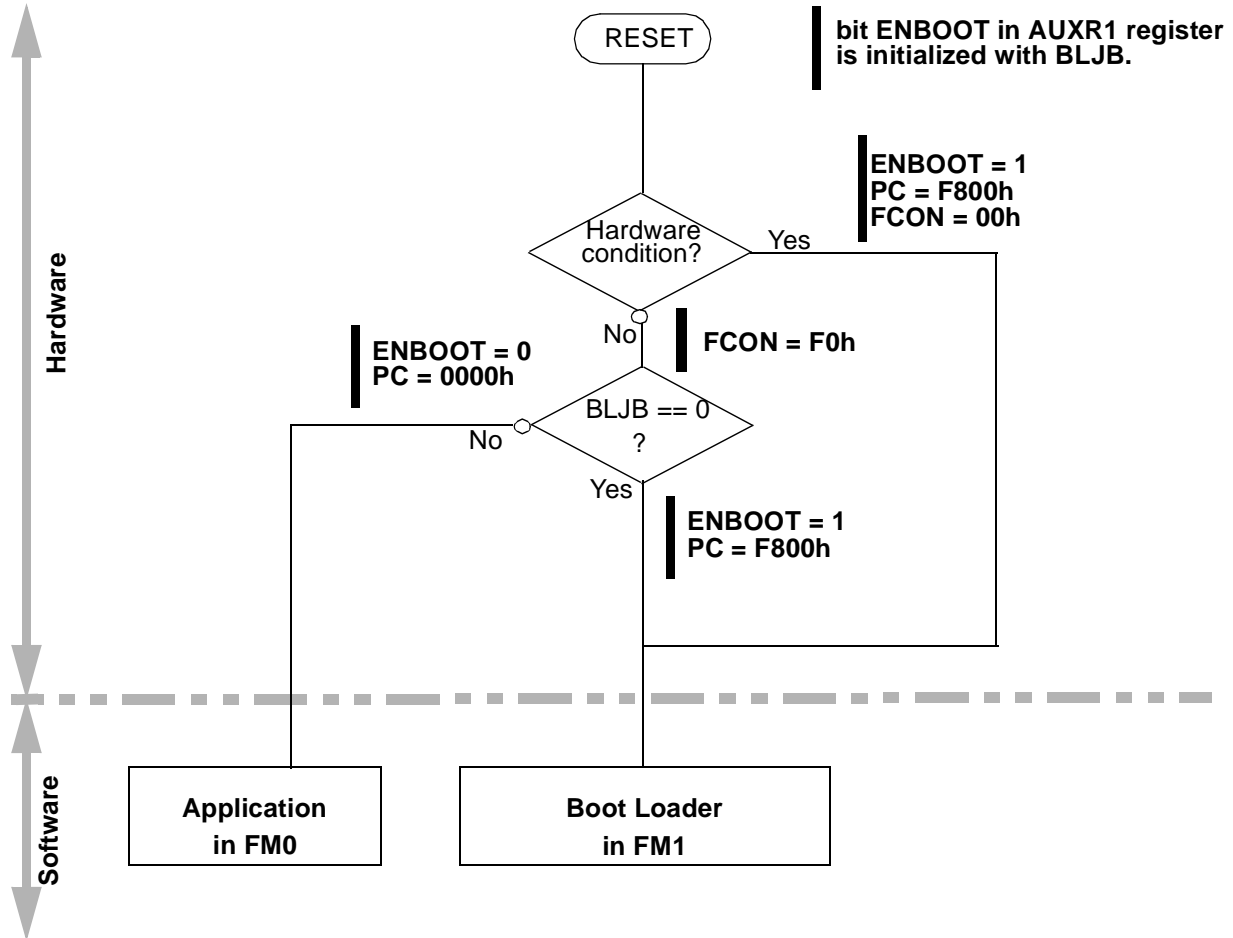 RESET
bit ENBOOT in AUXR1 register
is initialized with BLJB.
ENBOOT = 1
PC = F800h
FCON = 00h
Hardware
condition?
Yes
No
FCON = F0h
Hardware
ENBOOT = 0
PC = 0000h
BLJB == 0
?
No
Yes
ENBOOT = 1
PC = F800h
Software
Application
in FM0
Boot Loader
in FM1